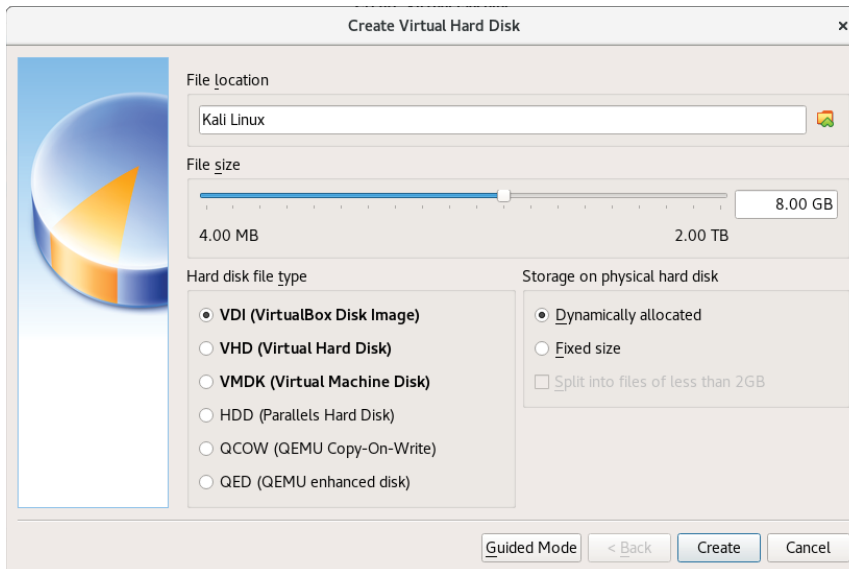 Create Virtual Hard Disk
×
File location
Kali Linux
File size
8.00 GB
4.00 MB 2.00 TB
Hard disk file type
VDI (VirtualBox Disk Image)
VHD (Virtual Hard Disk)
VMDK (Virtual Machine Disk)
HDD (Parallels Hard Disk)
QCOW (QEMU Copy-On-Write)
QED (QEMU enhanced disk)
Storage on physical hard disk
Dynamically allocated
Fixed size
Split into files of less than 2GB
Guided Mode < Back Create Cancel